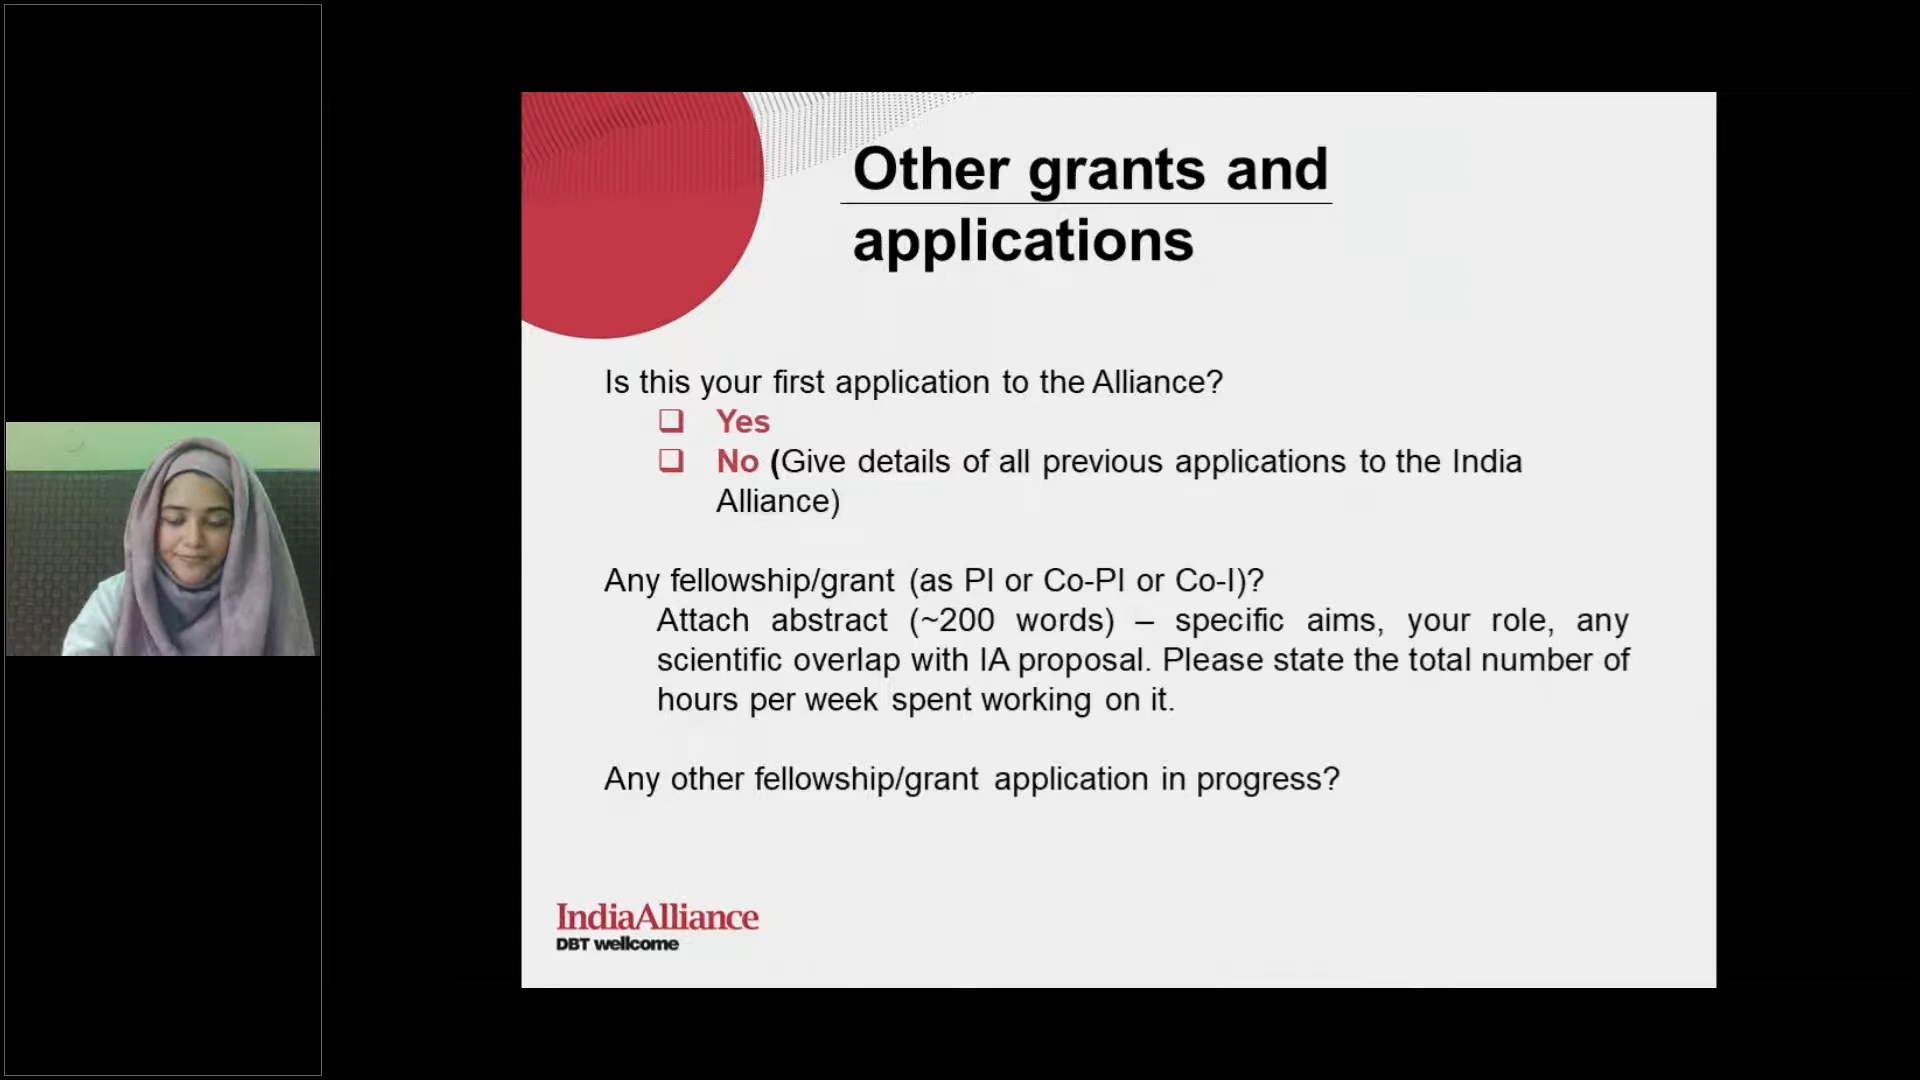 Other grants and
applications
Is this your first application to the Alliance?
❑ Yes
❑ No (Give details of all previous applications to the India
Alliance)
Any fellowship/grant (as PI or Co-PI or Co-I)?
Attach abstract (~200 words) – specific aims, your role, any
scientific overlap with IA proposal. Please state the total number of
hours per week spent working on it.
Any other fellowship/grant application in progress?
IndiaAlliance
DBT wellcome